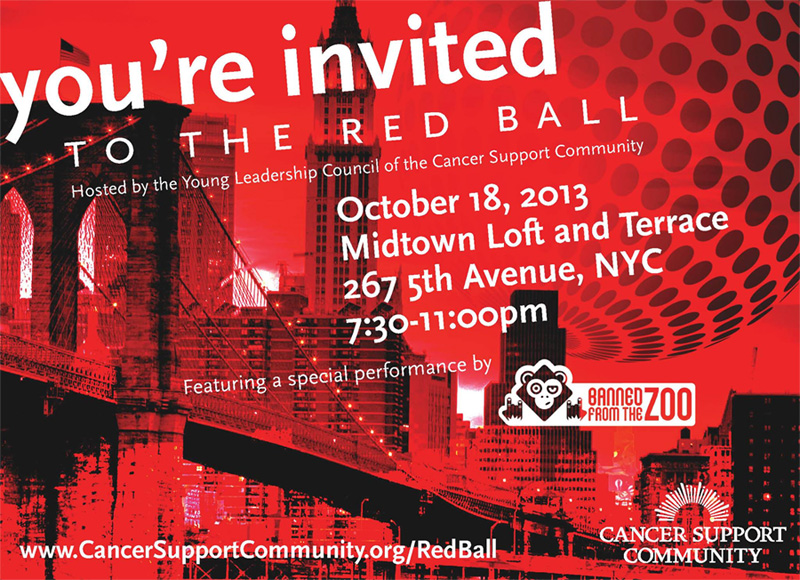 you're invited
TO THE RED BALL
Hosted by the Young Leadership Council of the Cancer Support Community
October 18, 2013
Midtown Loft and Terrace
267 5th Avenue, NYC
7:30-11:00pm
Featuring a special performance by
BANNED
FROM THE ZOO
www.CancerSupportCommunity.org/RedBall
CANCER SUPPORT
COMMUNITY